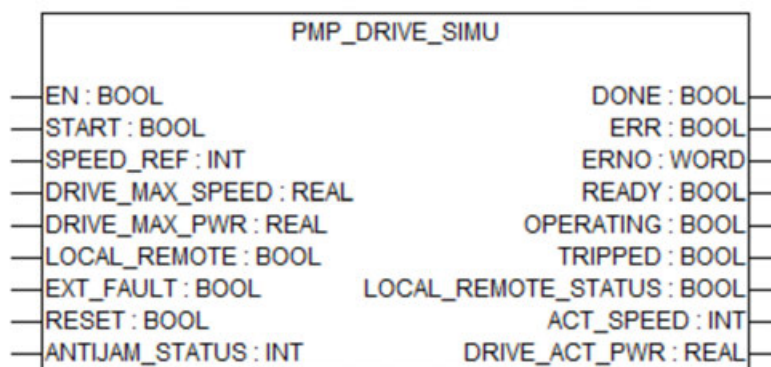 PMP_DRIVE_SIMU
EN : BOOL DONE : BOOL
START : BOOL ERR : BOOL
SPEED_REF : INT ERNO : WORD
DRIVE_MAX_SPEED : REAL READY : BOOL
DRIVE_MAX_PWR : REAL OPERATING : BOOL
LOCAL_REMOTE : BOOL TRIPPED : BOOL
EXT_FAULT : BOOL LOCAL_REMOTE_STATUS : BOOL
RESET : BOOL ACT_SPEED : INT
ANTIJAM_STATUS : INT DRIVE_ACT_PWR : REAL